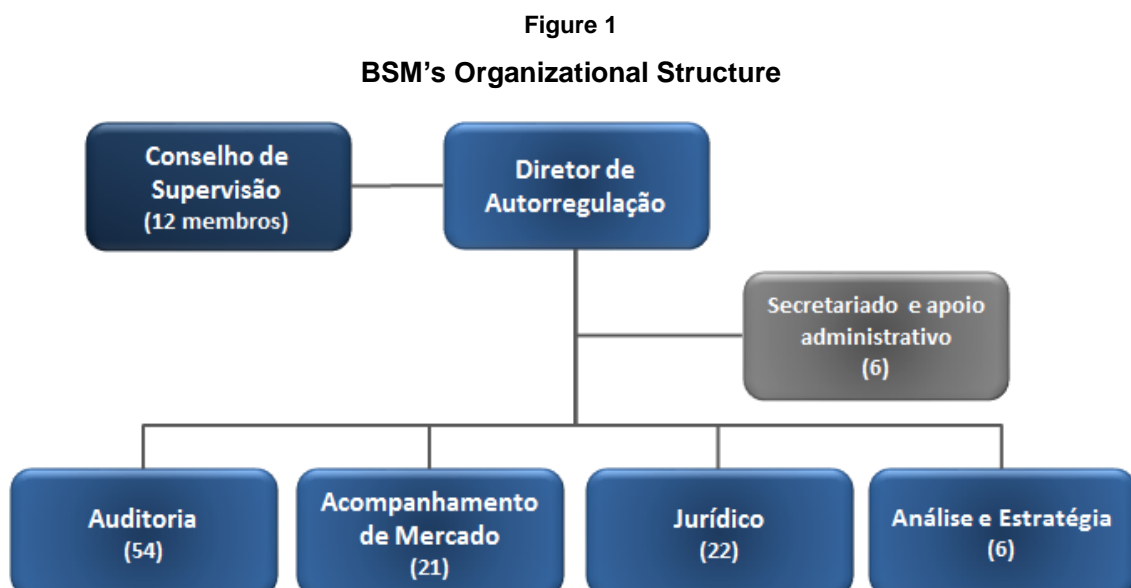 Figure 1
BSM's Organizational Structure
Conselho de
Supervisão
(12 membros)
Diretor de
Autorregulação
Secretariado e apoio
administrativo
(6)
Auditoria
(54)
Acompanhamento
de Mercado
(21)
Jurídico
(22)
Análise e Estratégia
(6)